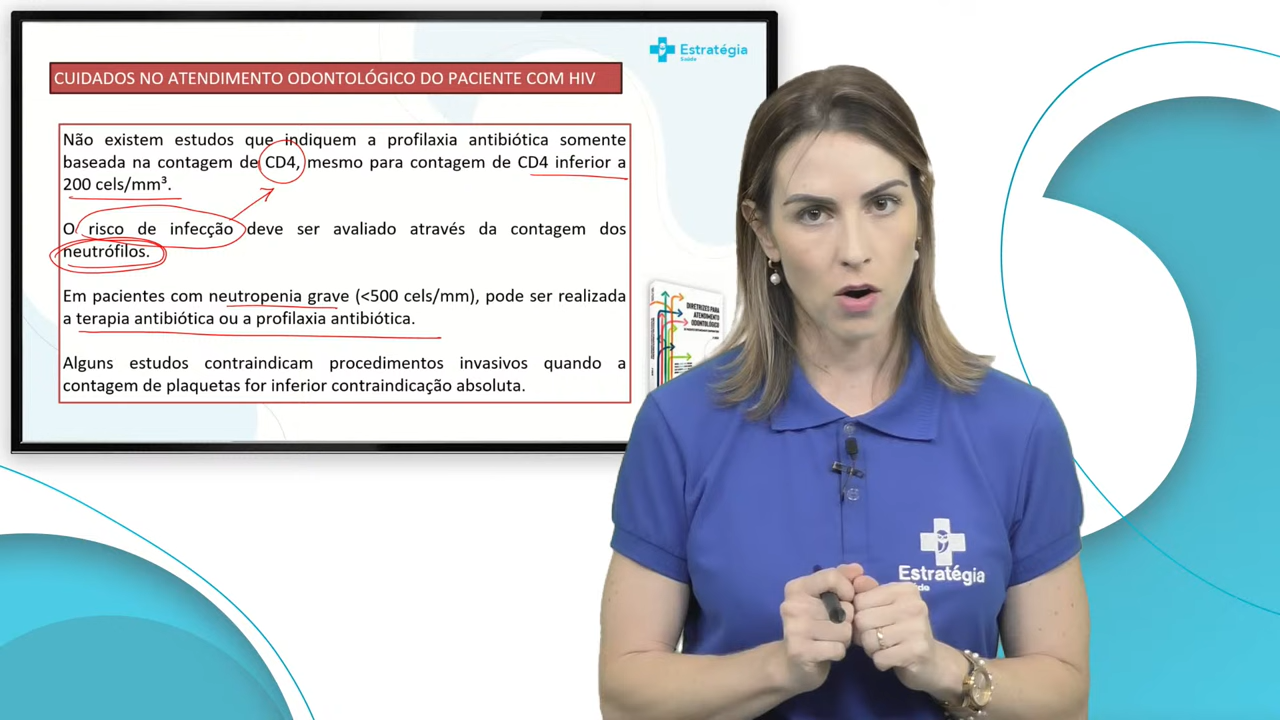 Estratégia
Saúde
CUIDADOS NO ATENDIMENTO ODONTOLÓGICO DO PACIENTE COM HIV
Não existem estudos que indiquem a profilaxia antibiótica somente
baseada na contagem de CD4, mesmo para contagem de CD4 inferior a
200 cels/mm³.
O risco de infecção deve ser avaliado através da contagem dos
neutrófilos.
Em pacientes com neutropenia grave (<500 cels/mm), pode ser realizada
a terapia antibiótica ou a profilaxia antibiótica.
Alguns estudos contraindicam procedimentos invasivos quando a
contagem de plaquetas for inferior contraindicação absoluta.
DIRETRIZES PARA
ATENDIMENTO
ODONTOLÓGICO
Estratégia